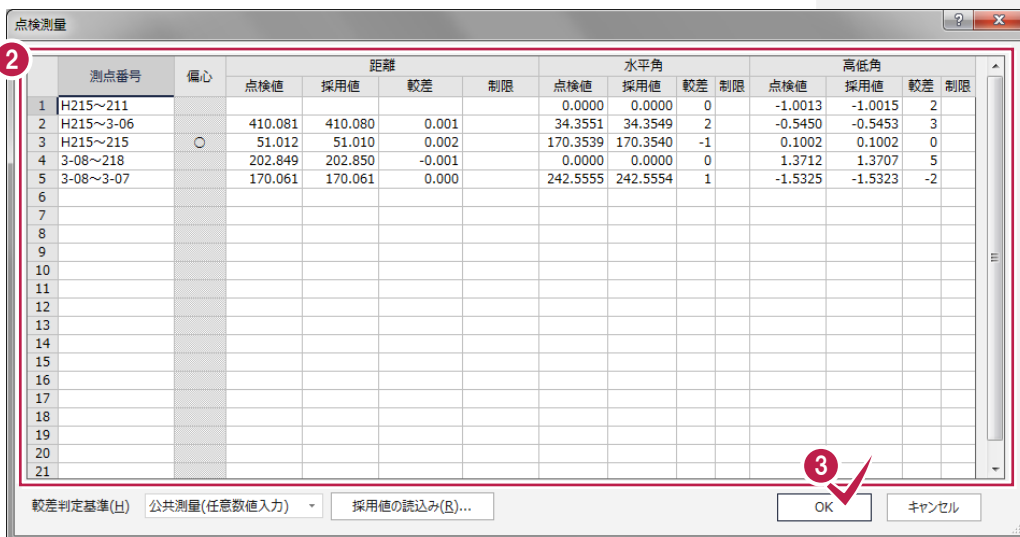 点検測量
? x
2
測点番号 偏心 距離 水平角 高低角
点検値 採用値 較差 制限 点検値 採用値 較差 制限 点検値 採用値 較差 制限
1 H215～211 0.0000 0.0000 0 -1.0013 -1.0015 2
2 H215～3-06 410.081 410.080 0.001 34.3551 34.3549 2 -0.5450 -0.5453 3
3 H215～215 ○ 51.012 51.010 0.002 170.3539 170.3540 -1 0.1002 0.1002 0
4 3-08～218 202.849 202.850 -0.001 0.0000 0.0000 0 1.3712 1.3707 5
5 3-08～3-07 170.061 170.061 0.000 242.5555 242.5554 1 -1.5325 -1.5323 -2
6
7
8
9
10
11
12
13
14
15
16
17
18
19
20
21
3
較差判定基準(H) 公共測量(任意数値入力) 採用値の読込み(R)... OK キャンセル